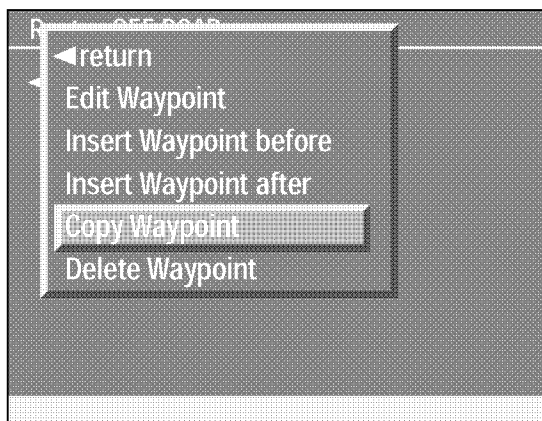 return
Edit Waypoint
Insert Waypoint before
Insert Waypoint after
Copy Waypoint
Delete Waypoint